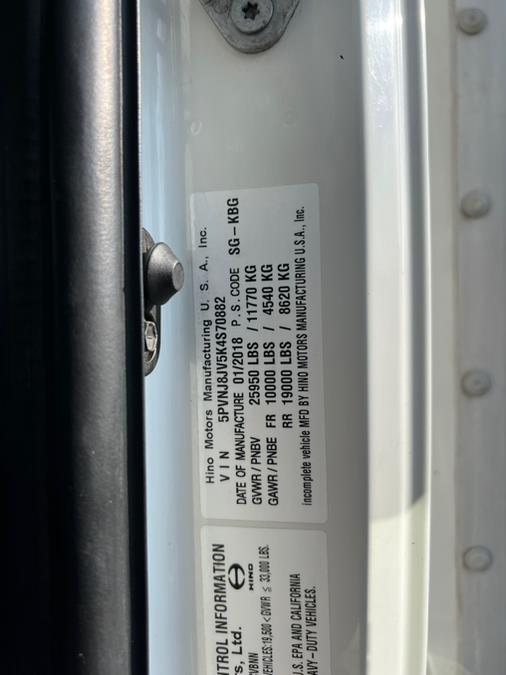 Hino Motors Manufacturing U. S. A., Inc.
VIN 5PVNJ8JV5K4S70882
DATE OF MANUFACTURE 01/2018 P.S.CODE SG-KBG
GVWR/PNBV 25950 LBS / 11770 KG
GAWR/PNBE FR 10000 LBS / 4540 KG
RR 19000 LBS / 8620 KG
incomplete vehicle MFD BY HINO MOTORS MANUFACTURING U.S.A., Inc.
NTROL INFORMATION
s, Ltd.
HINO
VEHICLES:19,500<GVWR ≤ 33,000 LBS.
U.S. EPA AND CALIFORNIA
AVY-DUTY VEHICLES.